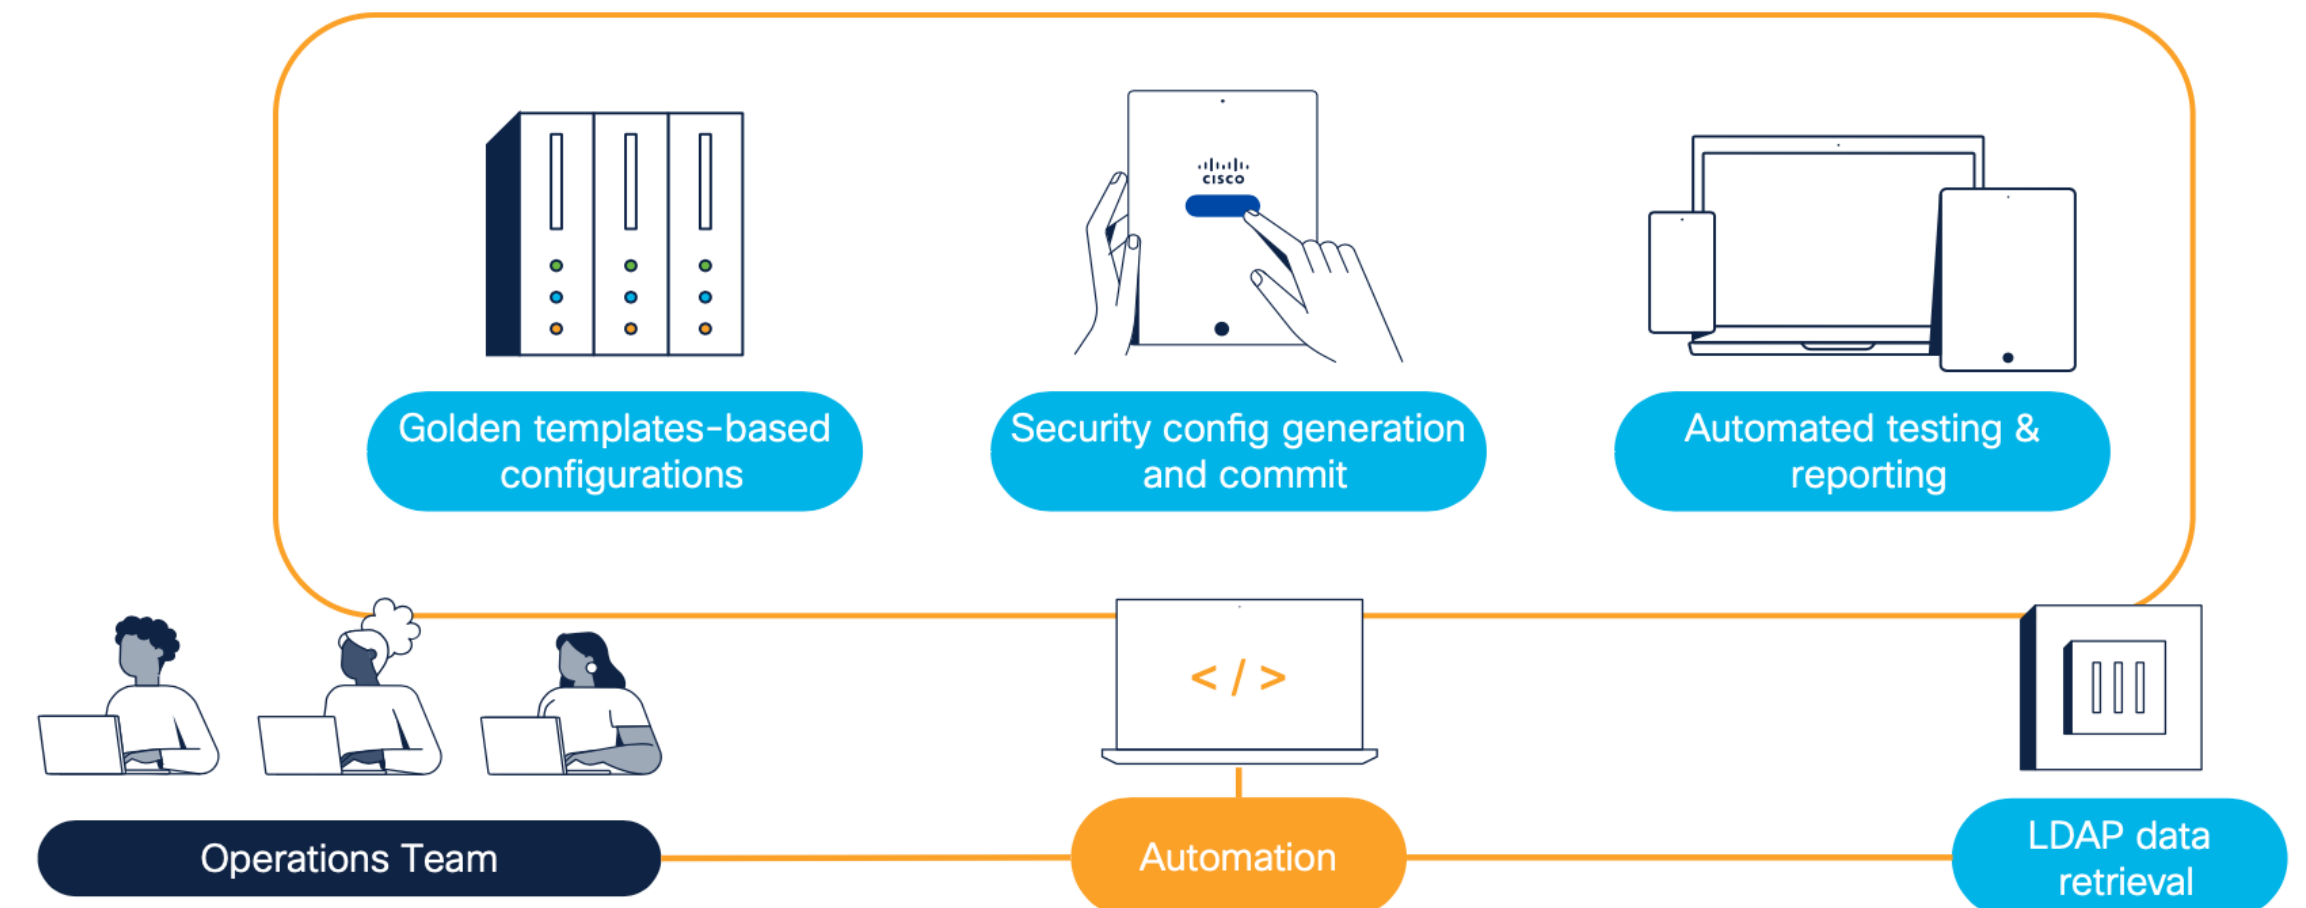 CISCO
Golden templates-based
configurations
Security config generation
and commit
Automated testing &
reporting
</>
Operations Team
Automation
LDAP data
retrieval